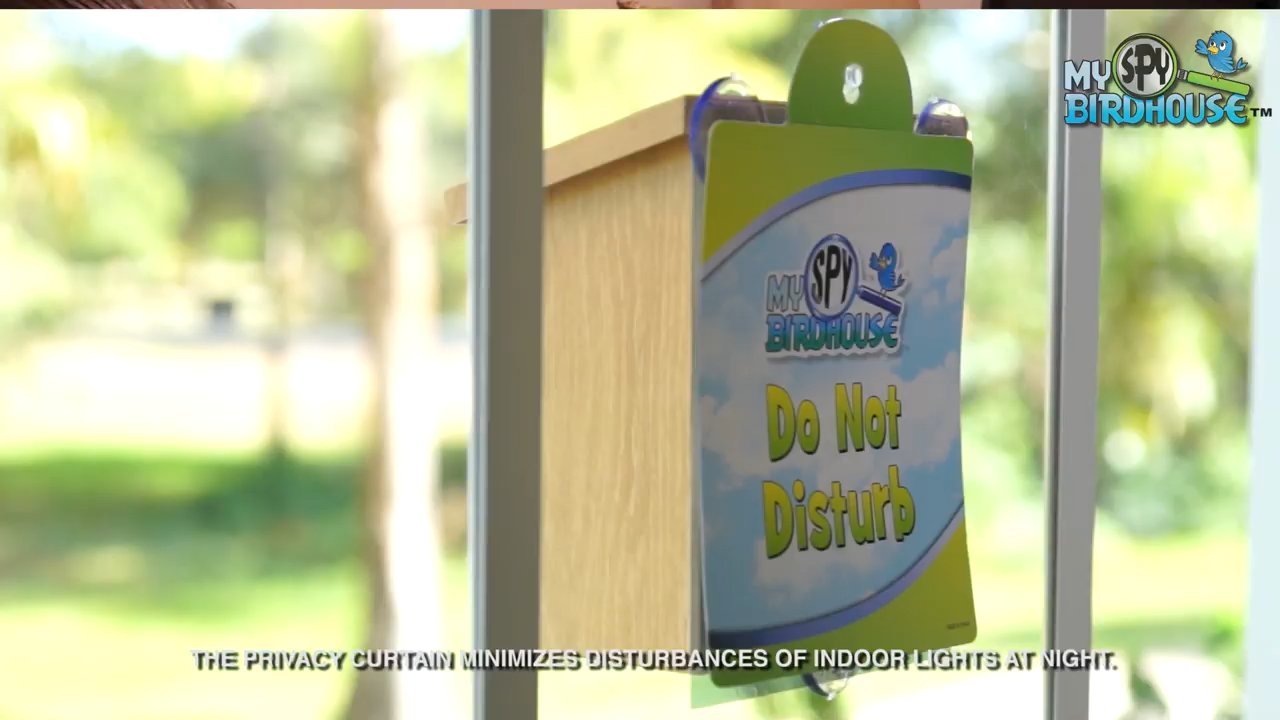 MY SPY
BIRDHOUSE™
MY SPY
BIRDHOUSE
Do Not
Disturb
THE PRIVACY CURTAIN MINIMIZES DISTURBANCES OF INDOOR LIGHTS AT NIGHT.